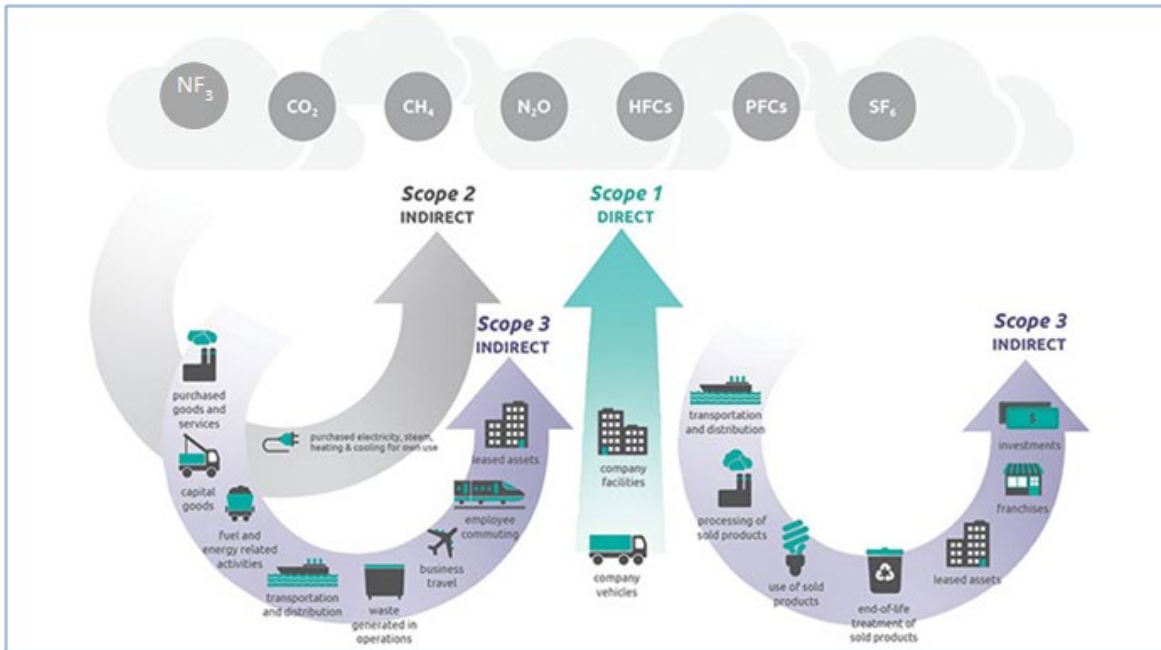 NF₃
CO₂
CH₄
N₂O
HFCs
PFCs
SF₆
Scope 2
INDIRECT
Scope 1
DIRECT
Scope 3
INDIRECT
Scope 3
INDIRECT
purchased
goods and
services
capital
goods
fuel and
energy related
activities
transportation
and distribution
waste
generated in
operations
business
travel
employee
commuting
leased assets
purchased electricity, steam,
heating & cooling for own use
company
facilities
company
vehicles
transportation
and distribution
processing of
sold products
use of sold
products
end-of-life
treatment of
sold products
leased assets
franchises
investments
$